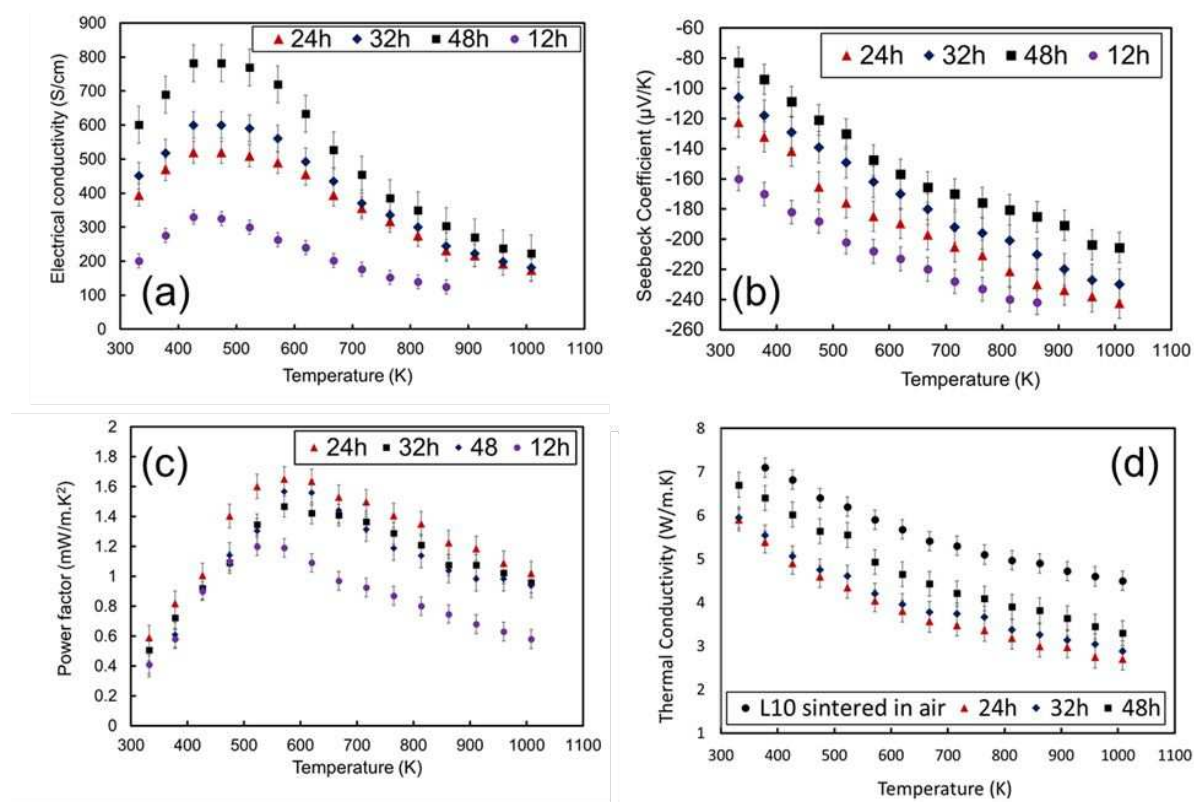 900
800
700
600
500
400
300
200
100
0
Electrical conductivity (S/cm)
24h 32h 48h 12h
(a)
300 400 500 600 700 800 900 1000 1100
Temperature (K)
-60
-80
-100
-120
-140
-160
-180
-200
-220
-240
-260
Seebeck Coefficient (µV/K)
24h 32h 48h 12h
(b)
300 400 500 600 700 800 900 1000 1100
Temperature (K)
2
1.8
1.6
1.4
1.2
1
0.8
0.6
0.4
0.2
0
Power factor (mW/m.K²)
(c)
24h 32h 48 12h
300 400 500 600 700 800 900 1000 1100
Temperature (K)
8
7
6
5
4
3
2
1
Thermal Conductivity (W/m.K)
(d)
L10 sintered in air 24h 32h 48h
300 400 500 600 700 800 900 1000 1100
Temperature (K)